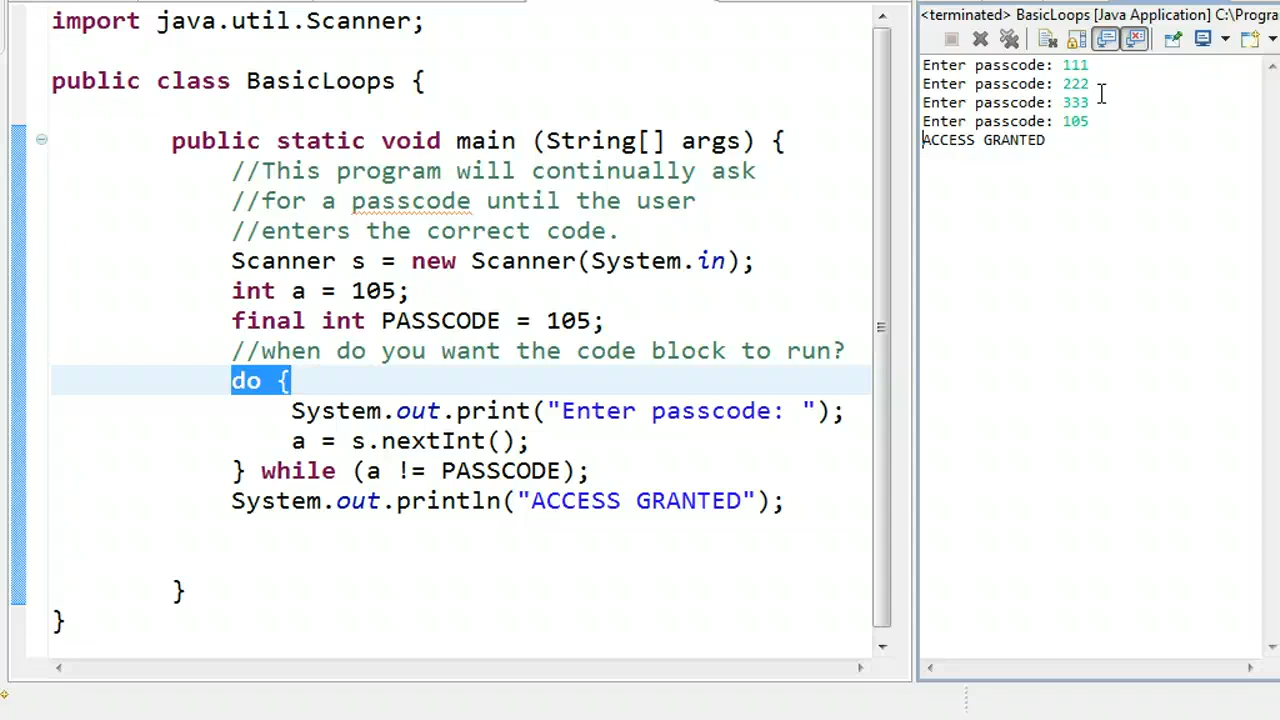 import java.util.Scanner;
public class BasicLoops {
public static void main (String[] args) {
//This program will continually ask
//for a passcode until the user
//enters the correct code.
Scanner s = new Scanner(System.in);
int a = 105;
final int PASSCODE = 105;
//when do you want the code block to run?
do {
System.out.print("Enter passcode: ");
a = s.nextInt();
} while (a != PASSCODE);
System.out.println("ACCESS GRANTED");
}
}
<terminated> BasicLoops [Java Application] C:\Progra
Enter passcode: 111
Enter passcode: 222
Enter passcode: 333
Enter passcode: 105
ACCESS GRANTED